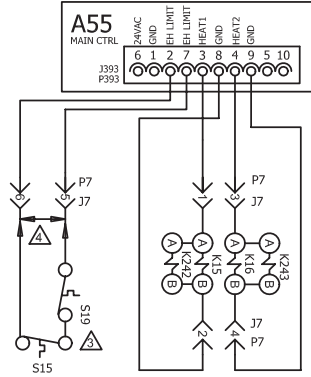 A55
MAIN CTRL
24VAC
GND
EH LIMIT
EH LIMIT
HEAT1
GND
HEAT2
GND
6 1 2 7 3 8 4 9 5 10
J393
P393
6
5
P7
J7
1
3
P7
J7
4
A
A
A
A
K242
K15
K16
K243
B
B
B
B
S19
3
S15
2
4
J7
P7